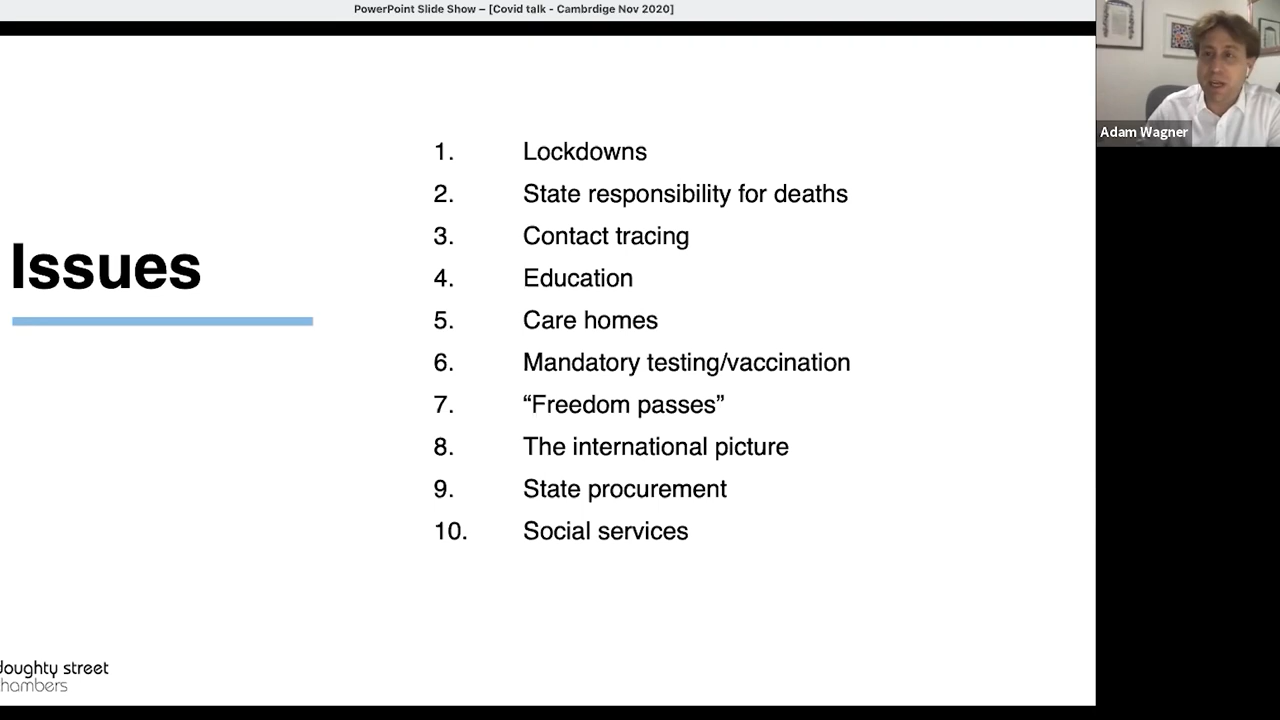 PowerPoint Slide Show – [Covid talk - Cambrdige Nov 2020]
Adam Wagner
Issues
1. Lockdowns
2. State responsibility for deaths
3. Contact tracing
4. Education
5. Care homes
6. Mandatory testing/vaccination
7. “Freedom passes”
8. The international picture
9. State procurement
10. Social services
doughty street
chambers